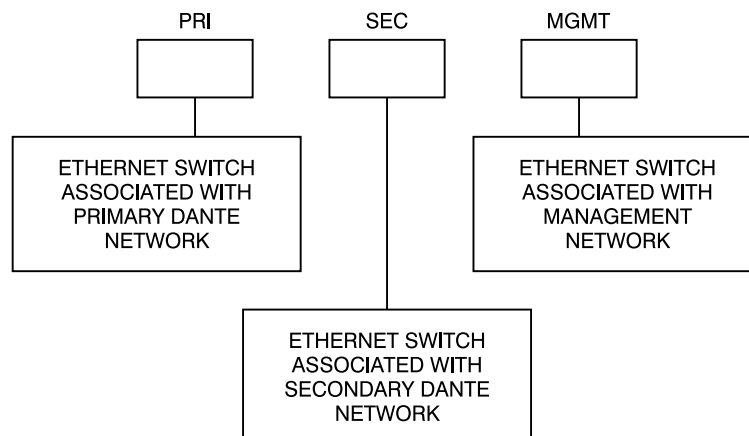 PRI
SEC
MGMT
ETHERNET SWITCH
ASSOCIATED WITH
PRIMARY DANTE
NETWORK
ETHERNET SWITCH
ASSOCIATED WITH
MANAGEMENT
NETWORK
ETHERNET SWITCH
ASSOCIATED WITH
SECONDARY DANTE
NETWORK